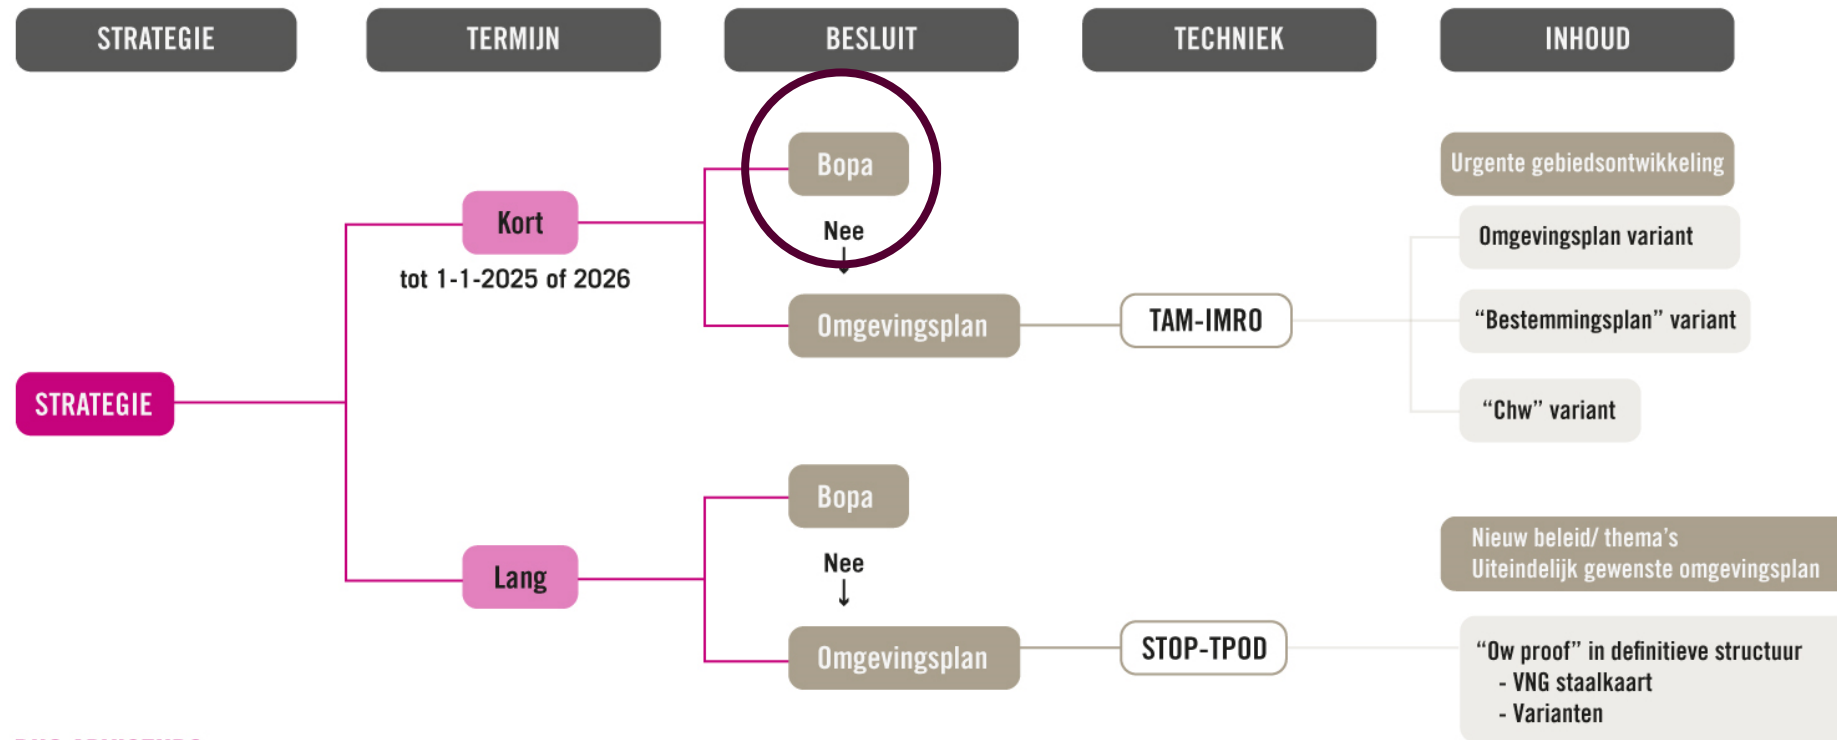 STRATEGIE
TERMIJN
BESLUIT
TECHNIEK
INHOUD
Bopa
Urgente gebiedsontwikkeling
Kort
Nee
↓
Omgevingsplan variant
tot 1-1-2025 of 2026
Omgevingsplan
TAM-IMRO
“Bestemmingsplan” variant
STRATEGIE
“Chw” variant
Bopa
Nieuw beleid/ thema’s
Uiteindelijk gewenste omgevingsplan
Lang
Nee
↓
Omgevingsplan
STOP-TPOD
“Ow proof” in definitieve structuur
- VNG staalkaart
- Varianten